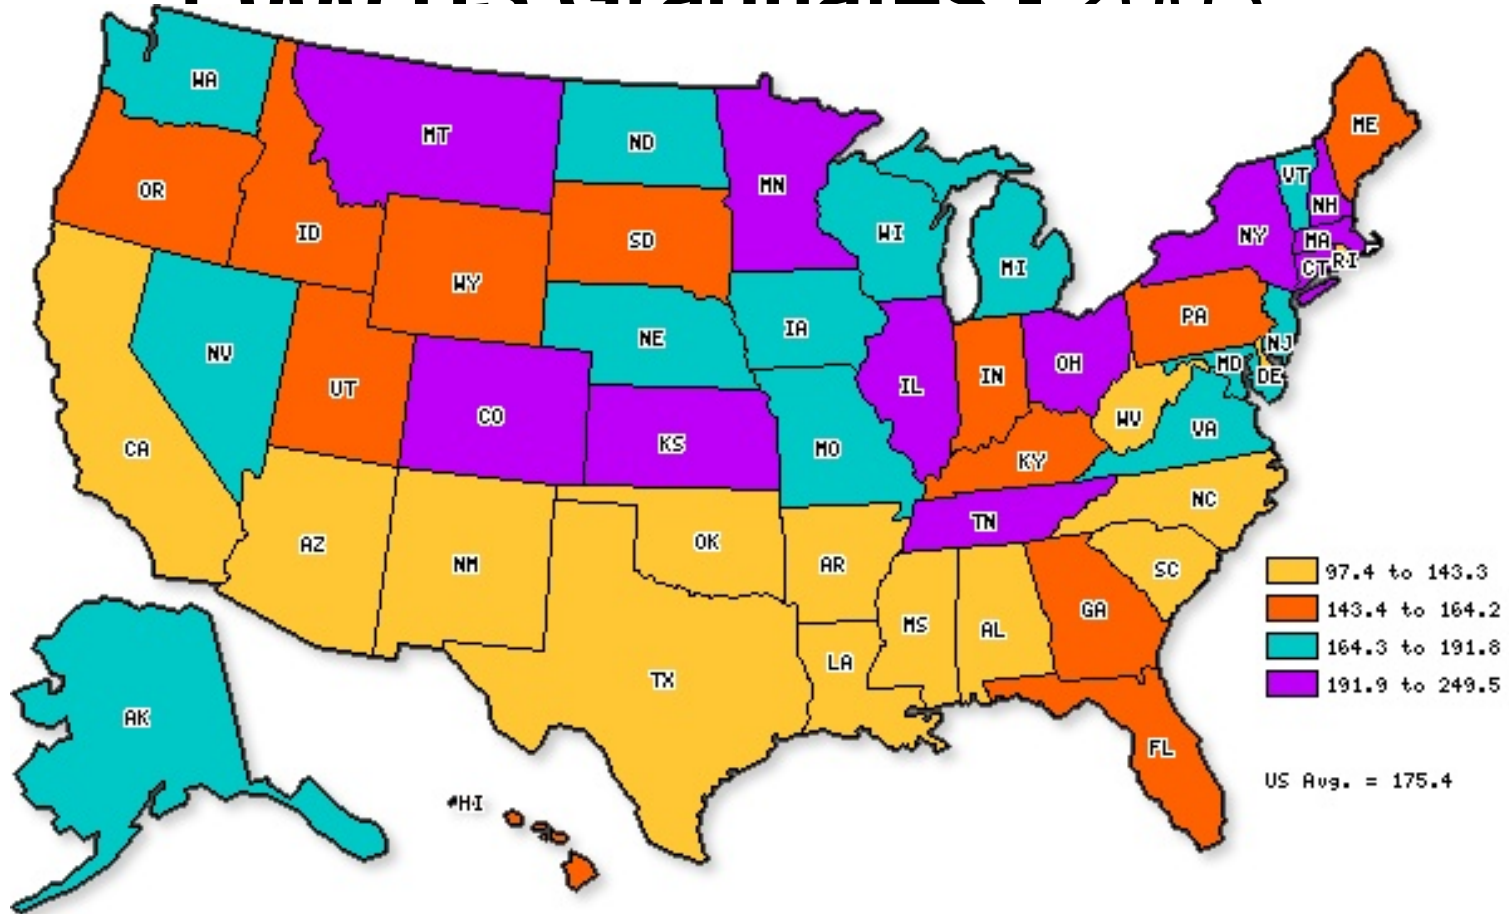 WA
MT
ND
MN
ME
OR
ID
SD
WI
MI
VT
NH
NY
MA
CT
RI
WY
NE
IA
PA
NJ
NV
UT
CO
KS
MO
IL
IN
OH
MD
DE
WV
VA
CA
KY
NC
TN
AZ
NM
OK
AR
SC
MS
AL
GA
LA
TX
FL
AK
*HI
97.4 to 143.3
143.4 to 164.2
164.3 to 191.8
191.9 to 249.5
US Avg. = 175.4